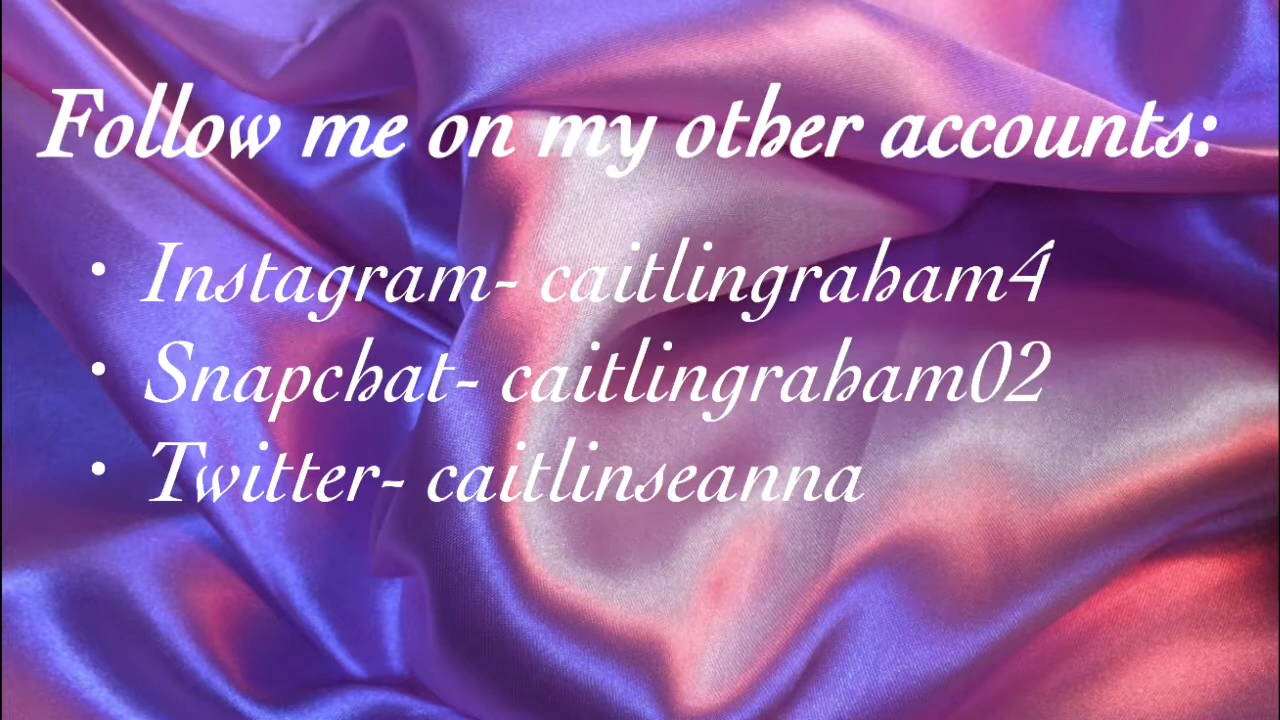 Follow me on my other accounts:
• Instagram- caitlingraham4
• Snapchat- caitlingraham02
• Twitter- caitlinseanna